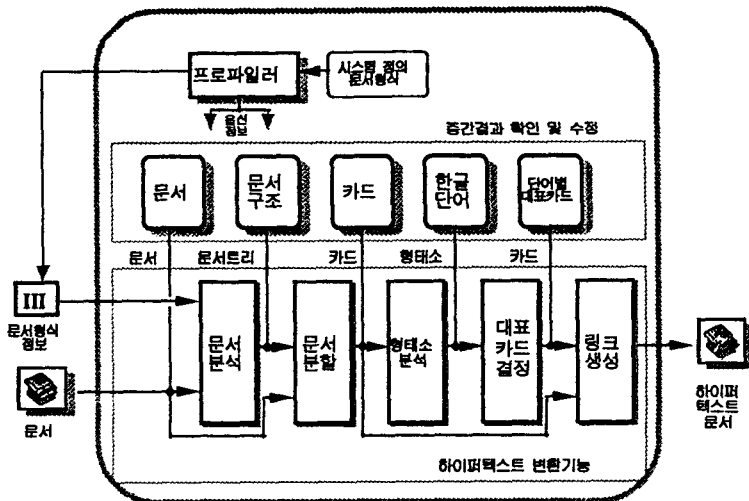 프로파일러
시스템 정의
문서형식
옵션
정보
중간결과 확인 및 수정
문서
문서
구조
카드
한글
단어
단어별
대표카드
문서
문서트리
카드
형태소
카드
III
문서형식
정보
문서
분석
문서
분할
형태소
분석
대표
카드
결정
링크
생성
하이퍼
텍스트
문서
문서
하이퍼텍스트 변환기능